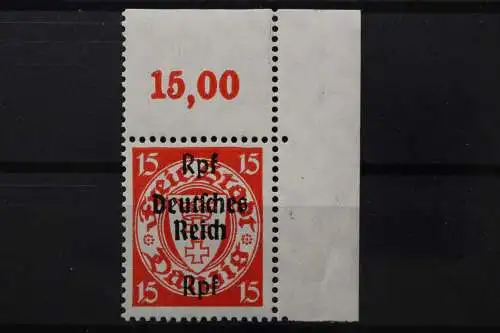 15,00
15 Rpf 15
Freie Stadt
Deutsches
Reich
Danzig
15 Rpf 15